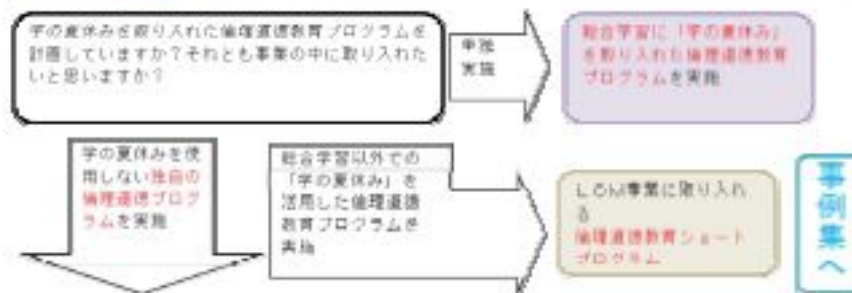 学の夏休みを取り入れた倫理道徳教育プログラムを
計画していますか？それとも事業の中に取り入れた
いと思いますか？
単独
実施
総合学習に「学の夏休み」
を取り入れた倫理道徳教育
プログラムを実施
学の夏休みを使
用しない独自の
倫理道徳プログ
ラムを実施
総合学習以外での
「学の夏休み」を
活用した倫理道徳
教育プログラムを
実施
LOM事業に取り入れ
る
倫理道徳教育ショート
プログラム
事例集へ